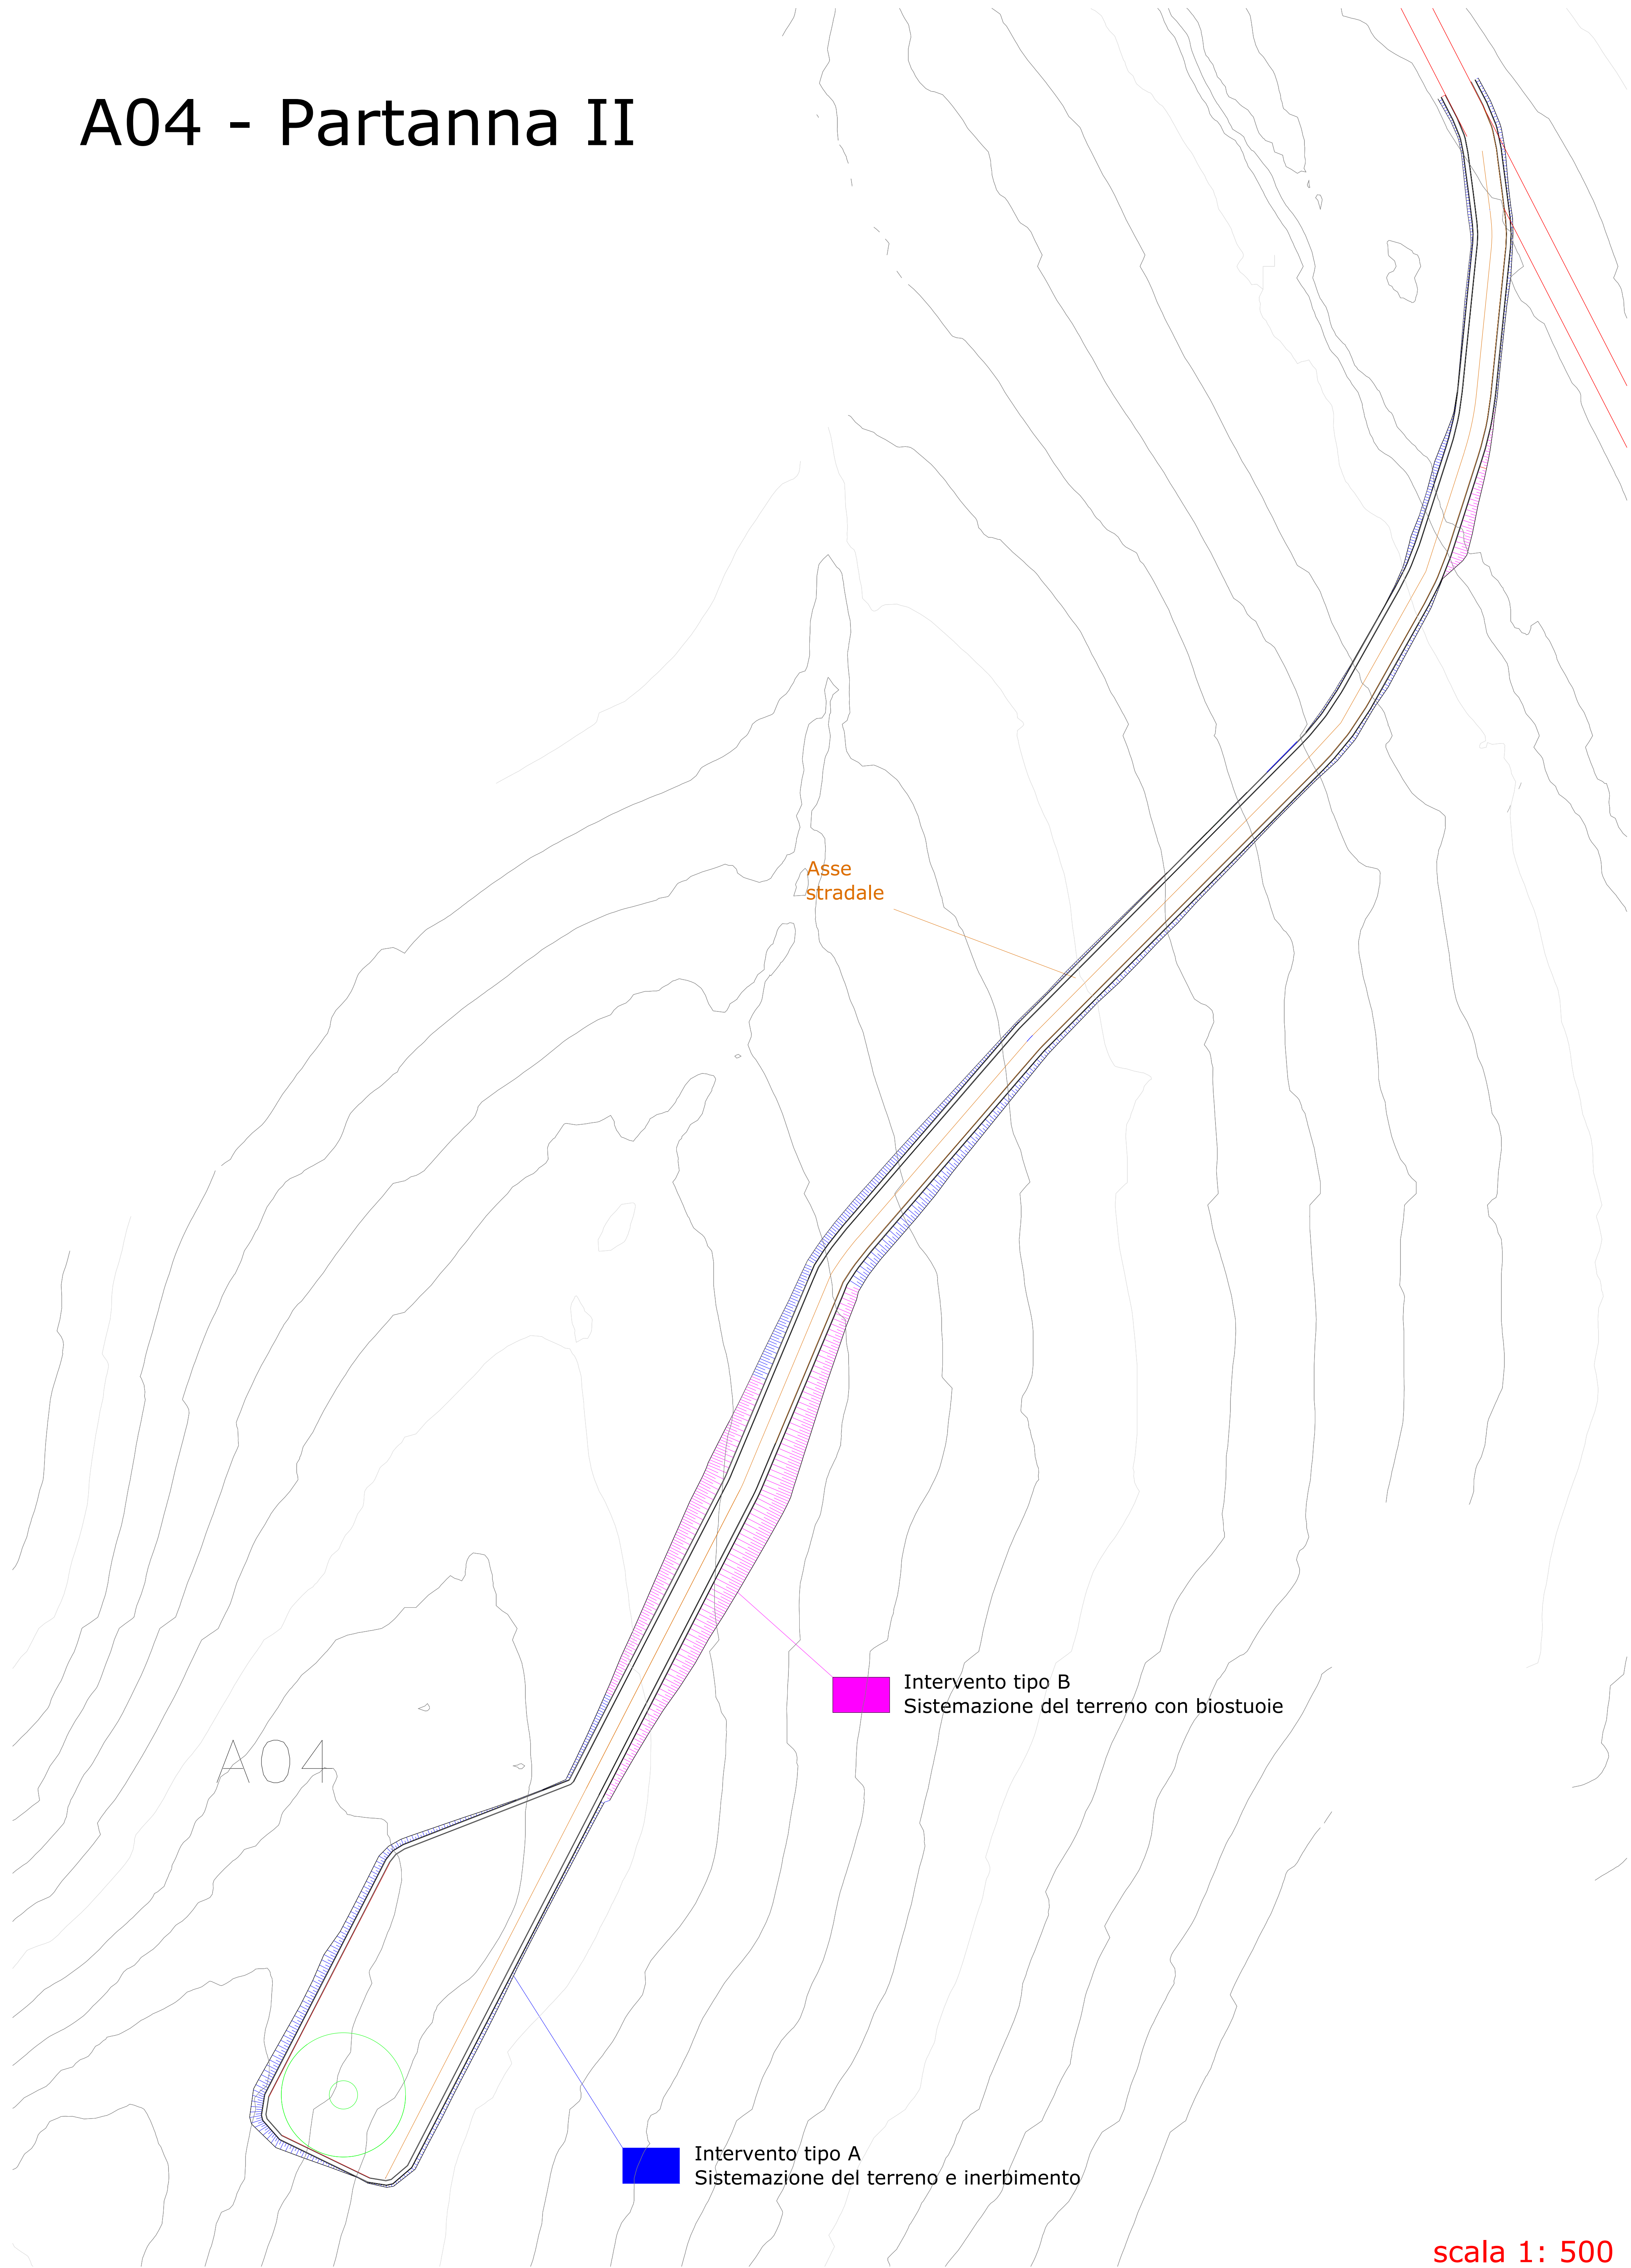 A04 - Partanna II
Asse
stradale
Intervento tipo B
Sistemazione del terreno con biostuoie
A04
Intervento tipo A
Sistemazione del terreno e inerbimento
scala 1: 500